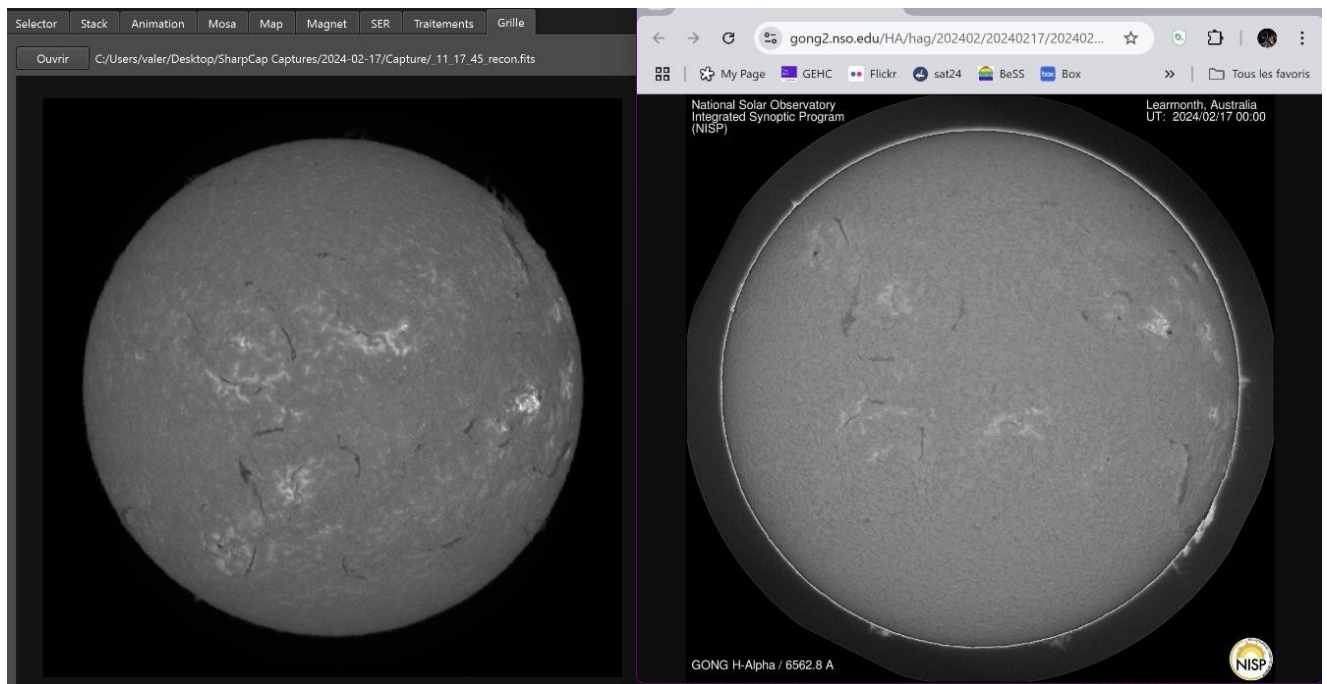 Selector Stack Animation Mosa Map Magnet SER Traitements Grille
Ouvrir C:/Users/valer/Desktop/SharpCap Captures/2024-02-17/Capture/_11_17_45_recon.fits
gong2.nso.edu/HA/hag/202402/20240217/202402...
My Page GEHC Flickr sat24 BeSS box Box » Tous les favoris
National Solar Observatory
Integrated Synoptic Program
(NISP)
Learmonth, Australia
UT: 2024/02/17 00:00
GONG H-Alpha / 6562.8 A
NISP